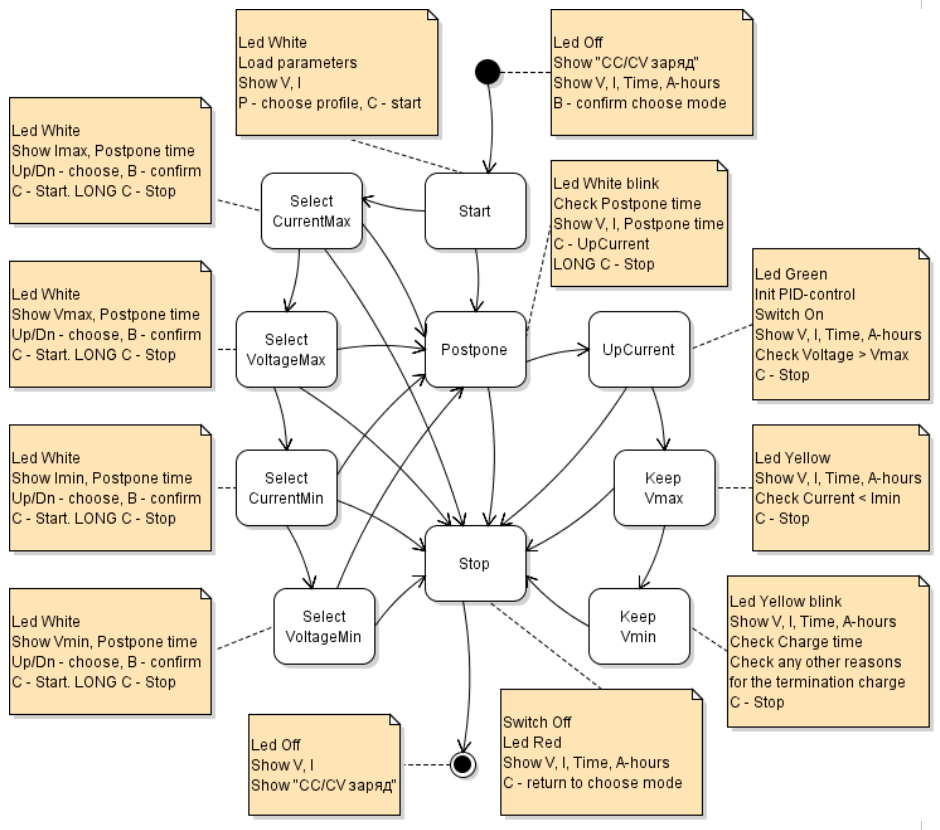 Led White
Load parameters
Show V, I
P - choose profile, C - start
Led Off
Show "CC/CV заряд"
Show V, I, Time, A-hours
B - confirm choose mode
Led White
Show Imax, Postpone time
Up/Dn - choose, B - confirm
C - Start. LONG C - Stop
Select
CurrentMax
Start
Led White blink
Check Postpone time
Show V, I, Postpone time
C - UpCurrent
LONG C - Stop
Led White
Show Vmax, Postpone time
Up/Dn - choose, B - confirm
C - Start. LONG C - Stop
Select
VoltageMax
Postpone
UpCurrent
Led Green
Init PID-control
Switch On
Show V, I, Time, A-hours
Check Voltage > Vmax
C - Stop
Led White
Show Imin, Postpone time
Up/Dn - choose, B - confirm
C - Start. LONG C - Stop
Select
CurrentMin
Keep
Vmax
Led Yellow
Show V, I, Time, A-hours
Check Current < Imin
C - Stop
Stop
Led White
Show Vmin, Postpone time
Up/Dn - choose, B - confirm
C - Start. LONG C - Stop
Select
VoltageMin
Keep
Vmin
Led Yellow blink
Show V, I, Time, A-hours
Check Charge time
Check any other reasons
for the termination charge
C - Stop
Led Off
Show V, I
Show "CC/CV заряд"
Switch Off
Led Red
Show V, I, Time, A-hours
C - return to choose mode